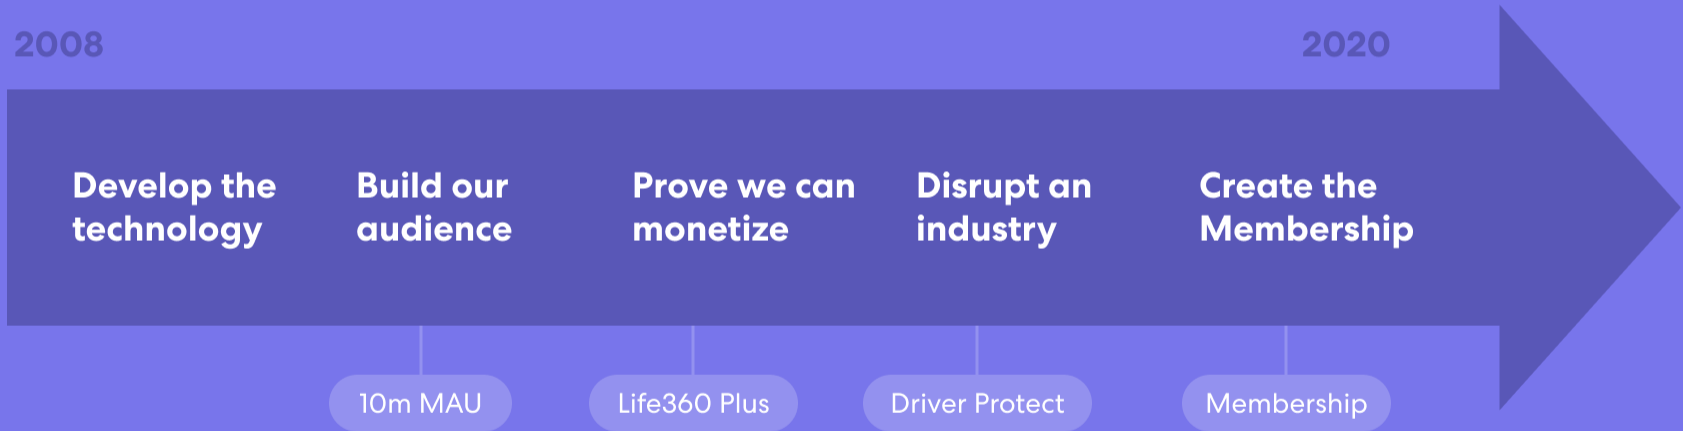 2008
2020
Develop the
technology
Build our
audience
Prove we can
monetize
Disrupt an
industry
Create the
Membership
10m MAU
Life360 Plus
Driver Protect
Membership